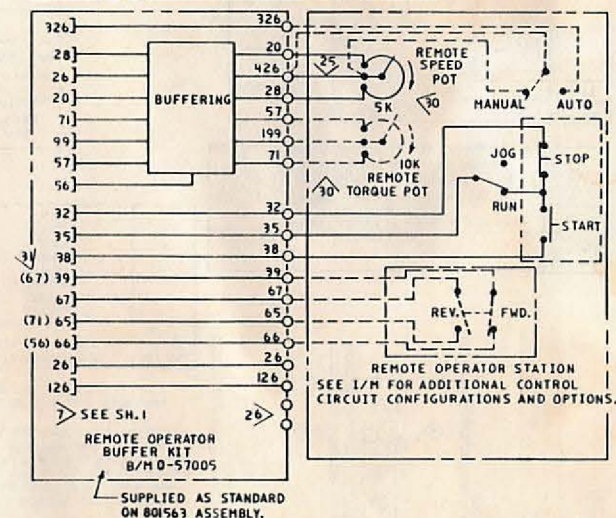 326
326
28
20
REMOTE
SPEED
POT
26
426
25
BUFFERING
20
28
5K
30
MANUAL
AUTO
71
57
99
199
10K
57
71
REMOTE
TORQUE POT
30
JOG
STOP
56
RUN
32
32
35
35
START
38
38
31
(67) 39
39
67
67
(71) 65
65
REV.
FWD.
(56) 66
66
26
26
REMOTE OPERATOR STATION
126
126
SEE I/M FOR ADDITIONAL CONTROL
CIRCUIT CONFIGURATIONS AND OPTIONS.
7 SEE SH. 1
26
REMOTE OPERATOR
BUFFER KIT
B/M 0-57005
SUPPLIED AS STANDARD
ON 801563 ASSEMBLY.